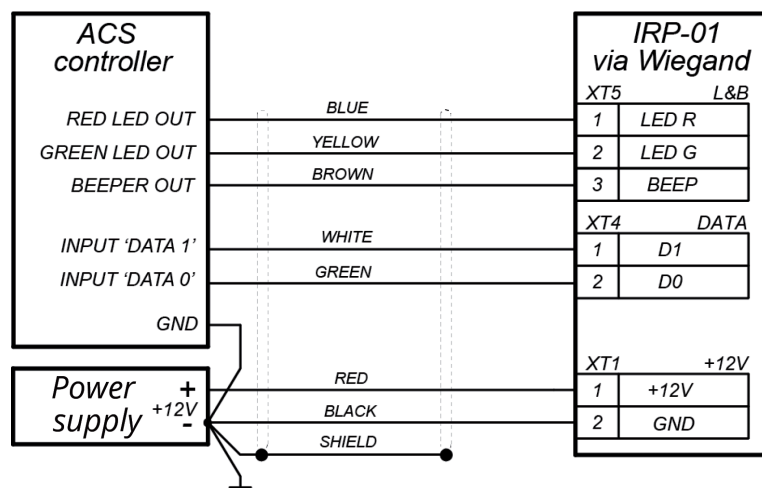 ACS
controller
RED LED OUT
GREEN LED OUT
BEEPER OUT
INPUT ‘DATA 1’
INPUT ‘DATA 0’
GND
Power
supply
+
+12V
-
BLUE
YELLOW
BROWN
WHITE
GREEN
RED
BLACK
SHIELD
IRP-01
via Wiegand
XT5 L&B
1 LED R
2 LED G
3 BEEP
XT4 DATA
1 D1
2 D0
XT1 +12V
1 +12V
2 GND